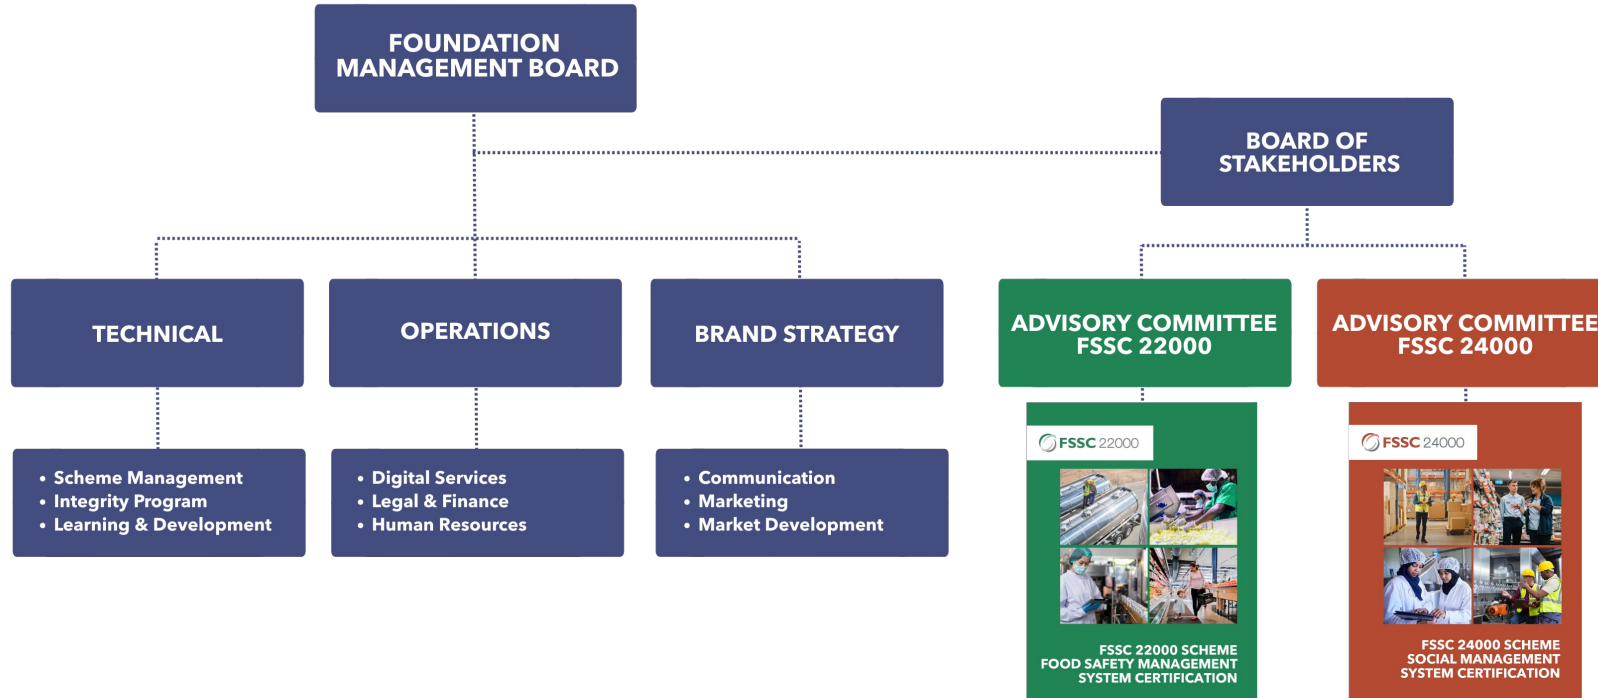 FOUNDATION
MANAGEMENT BOARD
BOARD OF
STAKEHOLDERS
TECHNICAL
OPERATIONS
BRAND STRATEGY
ADVISORY COMMITTEE
FSSC 22000
ADVISORY COMMITTEE
FSSC 24000
• Scheme Management
• Integrity Program
• Learning & Development
• Digital Services
• Legal & Finance
• Human Resources
• Communication
• Marketing
• Market Development
FSSC 22000
FSSC 22000 SCHEME
FOOD SAFETY MANAGEMENT
SYSTEM CERTIFICATION
FSSC 24000
FSSC 24000 SCHEME
SOCIAL MANAGEMENT
SYSTEM CERTIFICATION